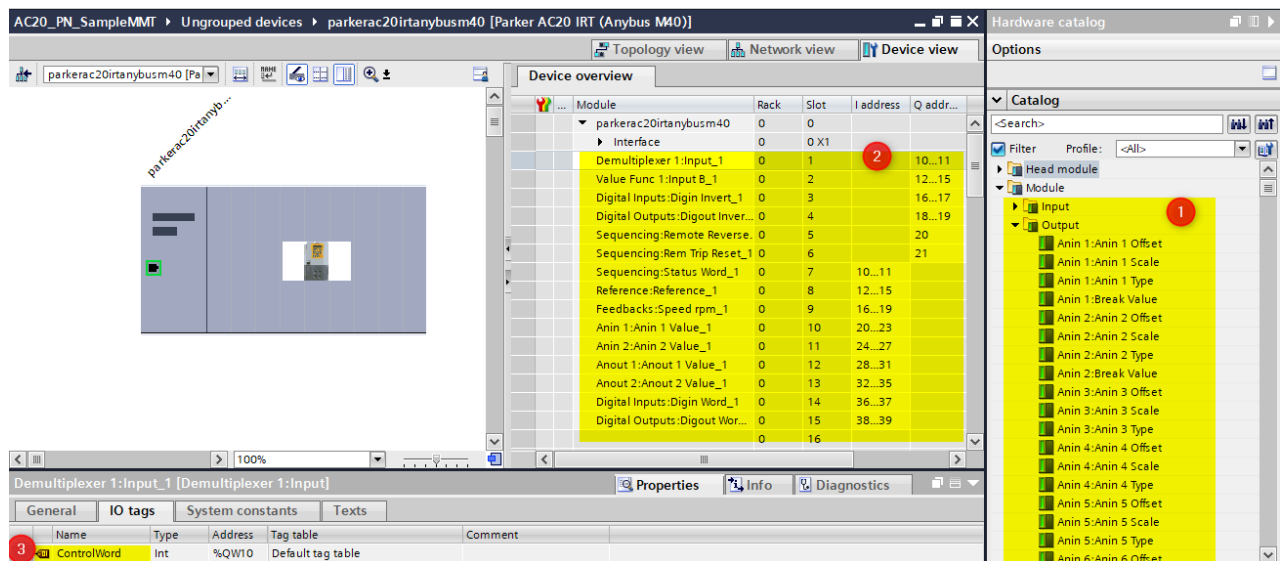 AC20_PN_SampleMMT ▸ Ungrouped devices ▸ parkerac20irtanybusm40 [Parker AC20 IRT (Anybus M40)]
Topology view Network view Device view
parkerac20irtanybusm40 [Pa
100%
parkerac20irtanyb...
Device overview
... Module Rack Slot I address Q addr...
parkerac20irtanybusm40 0 0
Interface 0 0 X1
Demultiplexer 1:Input_1 0 1 10...11
2
Value Func 1:Input B_1 0 2 12...15
Digital Inputs:Digin Invert_1 0 3 16...17
Digital Outputs:Digout Inver... 0 4 18...19
Sequencing:Remote Reverse. 0 5 20
Sequencing:Rem Trip Reset_1 0 6 21
Sequencing:Status Word_1 0 7 10...11
Reference:Reference_1 0 8 12...15
Feedbacks:Speed rpm_1 0 9 16...19
Anin 1:Anin 1 Value_1 0 10 20...23
Anin 2:Anin 2 Value_1 0 11 24...27
Anout 1:Anout 1 Value_1 0 12 28...31
Anout 2:Anout 2 Value_1 0 13 32...35
Digital Inputs:Digin Word_1 0 14 36...37
Digital Outputs:Digout Wor... 0 15 38...39
0 16
Demultiplexer 1:Input_1 [Demultiplexer 1:Input]
Properties Info Diagnostics
General IO tags System constants Texts
Name Type Address Tag table Comment
3 ControlWord Int %QW10 Default tag table
Hardware catalog
Options
Catalog
<Search>
Filter Profile: <All>
Head module
Module
Input
1
Output
Anin 1:Anin 1 Offset
Anin 1:Anin 1 Scale
Anin 1:Anin 1 Type
Anin 1:Break Value
Anin 2:Anin 2 Offset
Anin 2:Anin 2 Scale
Anin 2:Anin 2 Type
Anin 2:Break Value
Anin 3:Anin 3 Offset
Anin 3:Anin 3 Scale
Anin 3:Anin 3 Type
Anin 4:Anin 4 Offset
Anin 4:Anin 4 Scale
Anin 4:Anin 4 Type
Anin 5:Anin 5 Offset
Anin 5:Anin 5 Scale
Anin 5:Anin 5 Type
Anin 6:Anin 6 Offset